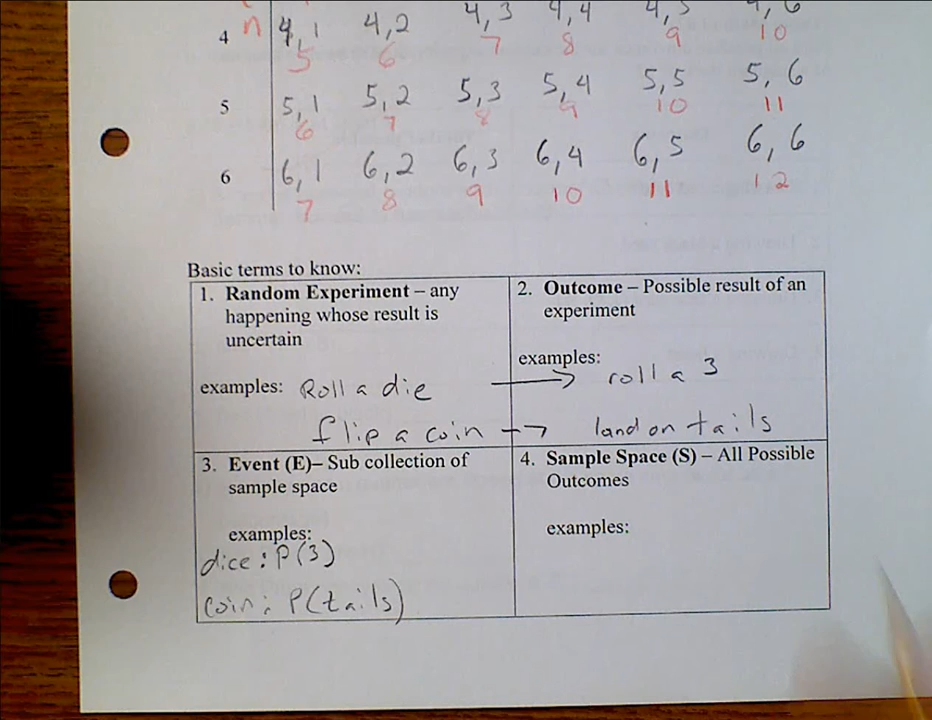 4 n 4,1 4,2 4,3 4,4 4,5 4,6
5 6 7 8 9 10
5 5,1 5,2 5,3 5,4 5,5 5,6
6 7 8 9 10 11
6 6,1 6,2 6,3 6,4 6,5 6,6
7 8 9 10 11 12
Basic terms to know:
1. Random Experiment – any
happening whose result is
uncertain
examples: Roll a die
flip a coin →
2. Outcome – Possible result of an
experiment
examples:
→ roll a 3
land on tails
3. Event (E)– Sub collection of
sample space
examples:
dice: P(3)
coin: P(tails)
4. Sample Space (S) – All Possible
Outcomes
examples: